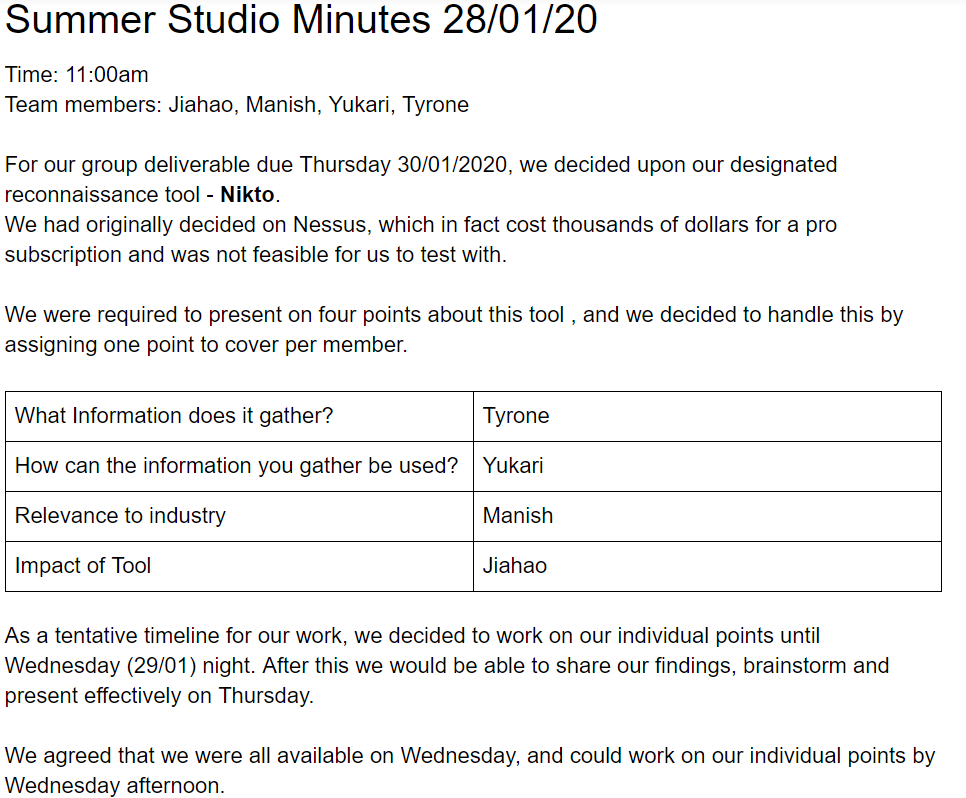 Summer Studio Minutes 28/01/20
Time: 11:00am
Team members: Jiahao, Manish, Yukari, Tyrone
For our group deliverable due Thursday 30/01/2020, we decided upon our designated
reconnaissance tool - Nikto.
We had originally decided on Nessus, which in fact cost thousands of dollars for a pro
subscription and was not feasible for us to test with.
We were required to present on four points about this tool , and we decided to handle this by
assigning one point to cover per member.
What Information does it gather? Tyrone
How can the information you gather be used? Yukari
Relevance to industry Manish
Impact of Tool Jiahao
As a tentative timeline for our work, we decided to work on our individual points until
Wednesday (29/01) night. After this we would be able to share our findings, brainstorm and
present effectively on Thursday.
We agreed that we were all available on Wednesday, and could work on our individual points by
Wednesday afternoon.